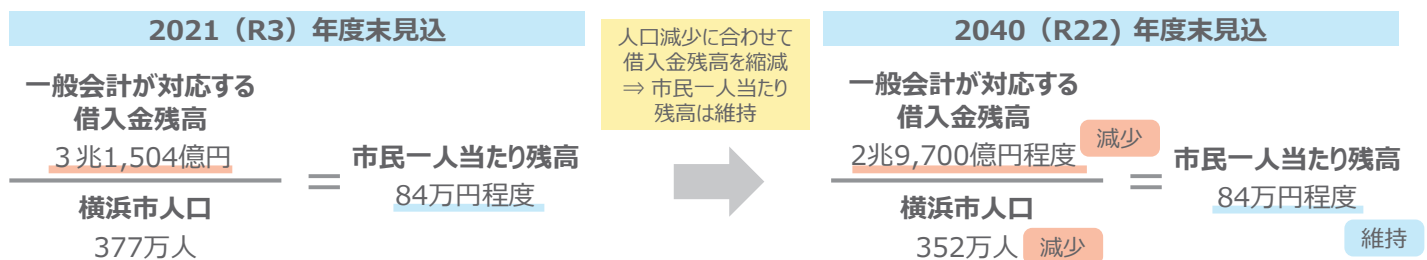 2021（R3）年度末見込
一般会計が対応する
借入金残高
3 兆1,504億円
横浜市人口
377万人
＝
市民一人当たり残高
84万円程度
人口減少に合わせて
借入金残高を縮減
⇒ 市民一人当たり
残高は維持
2040（R22) 年度末見込
一般会計が対応する
借入金残高
2兆9,700億円程度
減少
横浜市人口
352万人
減少
＝
市民一人当たり残高
84万円程度
維持